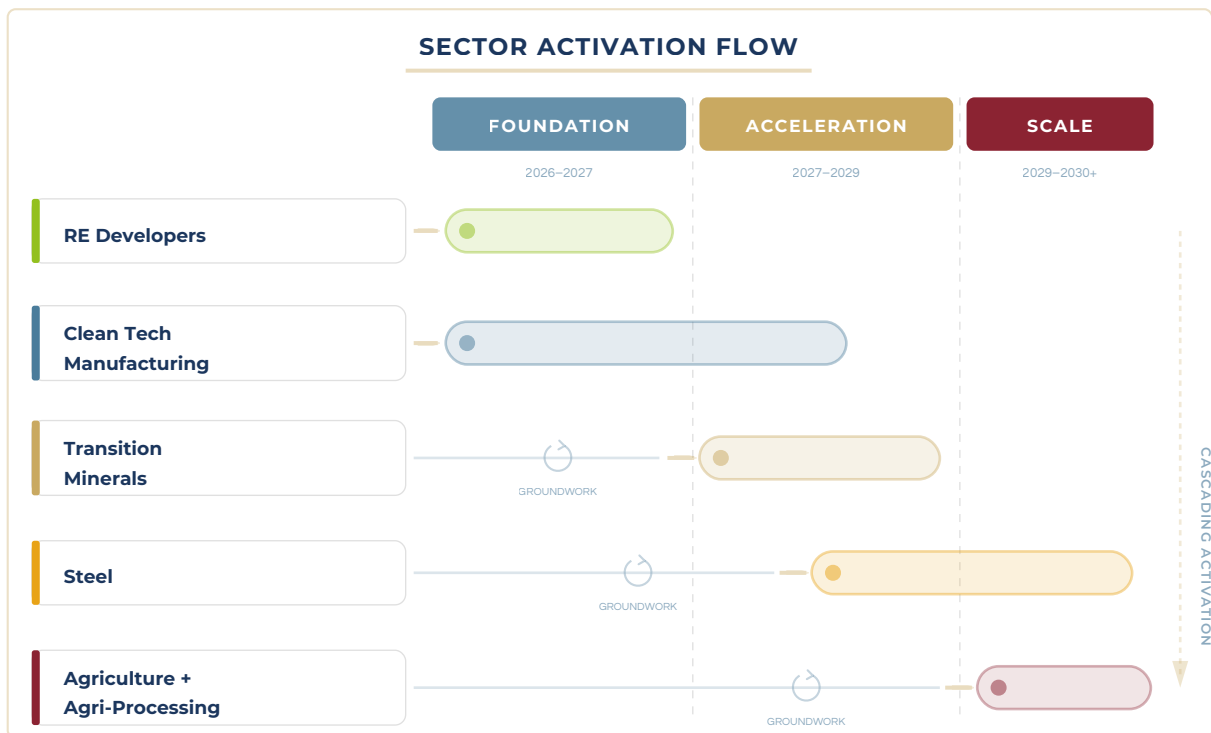 SECTOR ACTIVATION FLOW
FOUNDATION
ACCELERATION
SCALE
2026–2027
2027–2029
2029–2030+
RE Developers
Clean Tech
Manufacturing
Transition
Minerals
GROUNDWORK
Steel
GROUNDWORK
Agriculture +
Agri-Processing
GROUNDWORK
CASCADING ACTIVATION